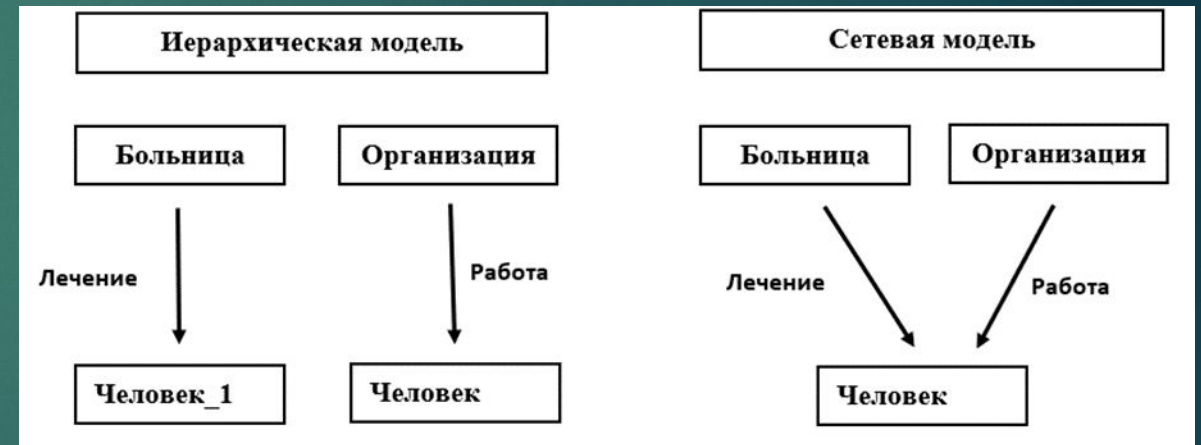 Иерархическая модель
Сетевая модель
Больница
Организация
Больница
Организация
Лечение
Работа
Лечение
Работа
Человек_1
Человек
Человек